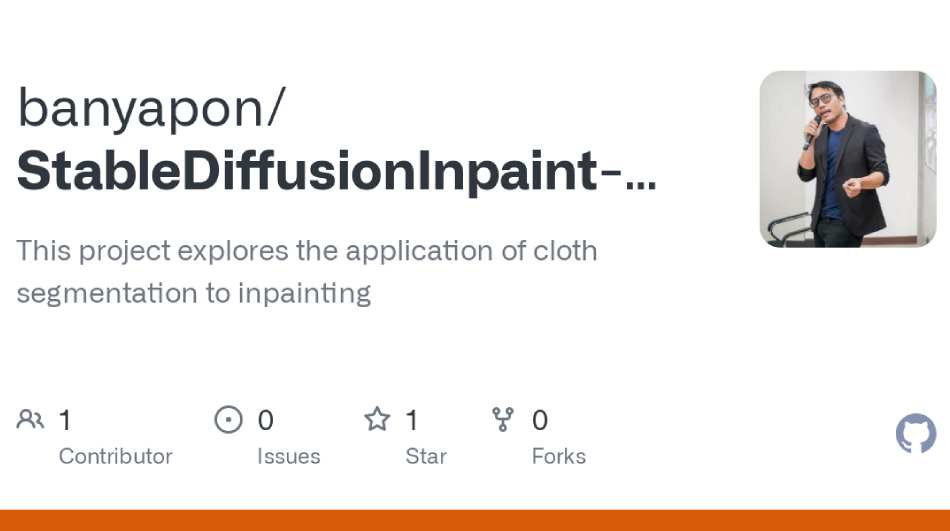 banyapon/
StableDiffusionInpaint-...
This project explores the application of cloth
segmentation to inpainting
1
Contributor
0
Issues
1
Star
0
Forks